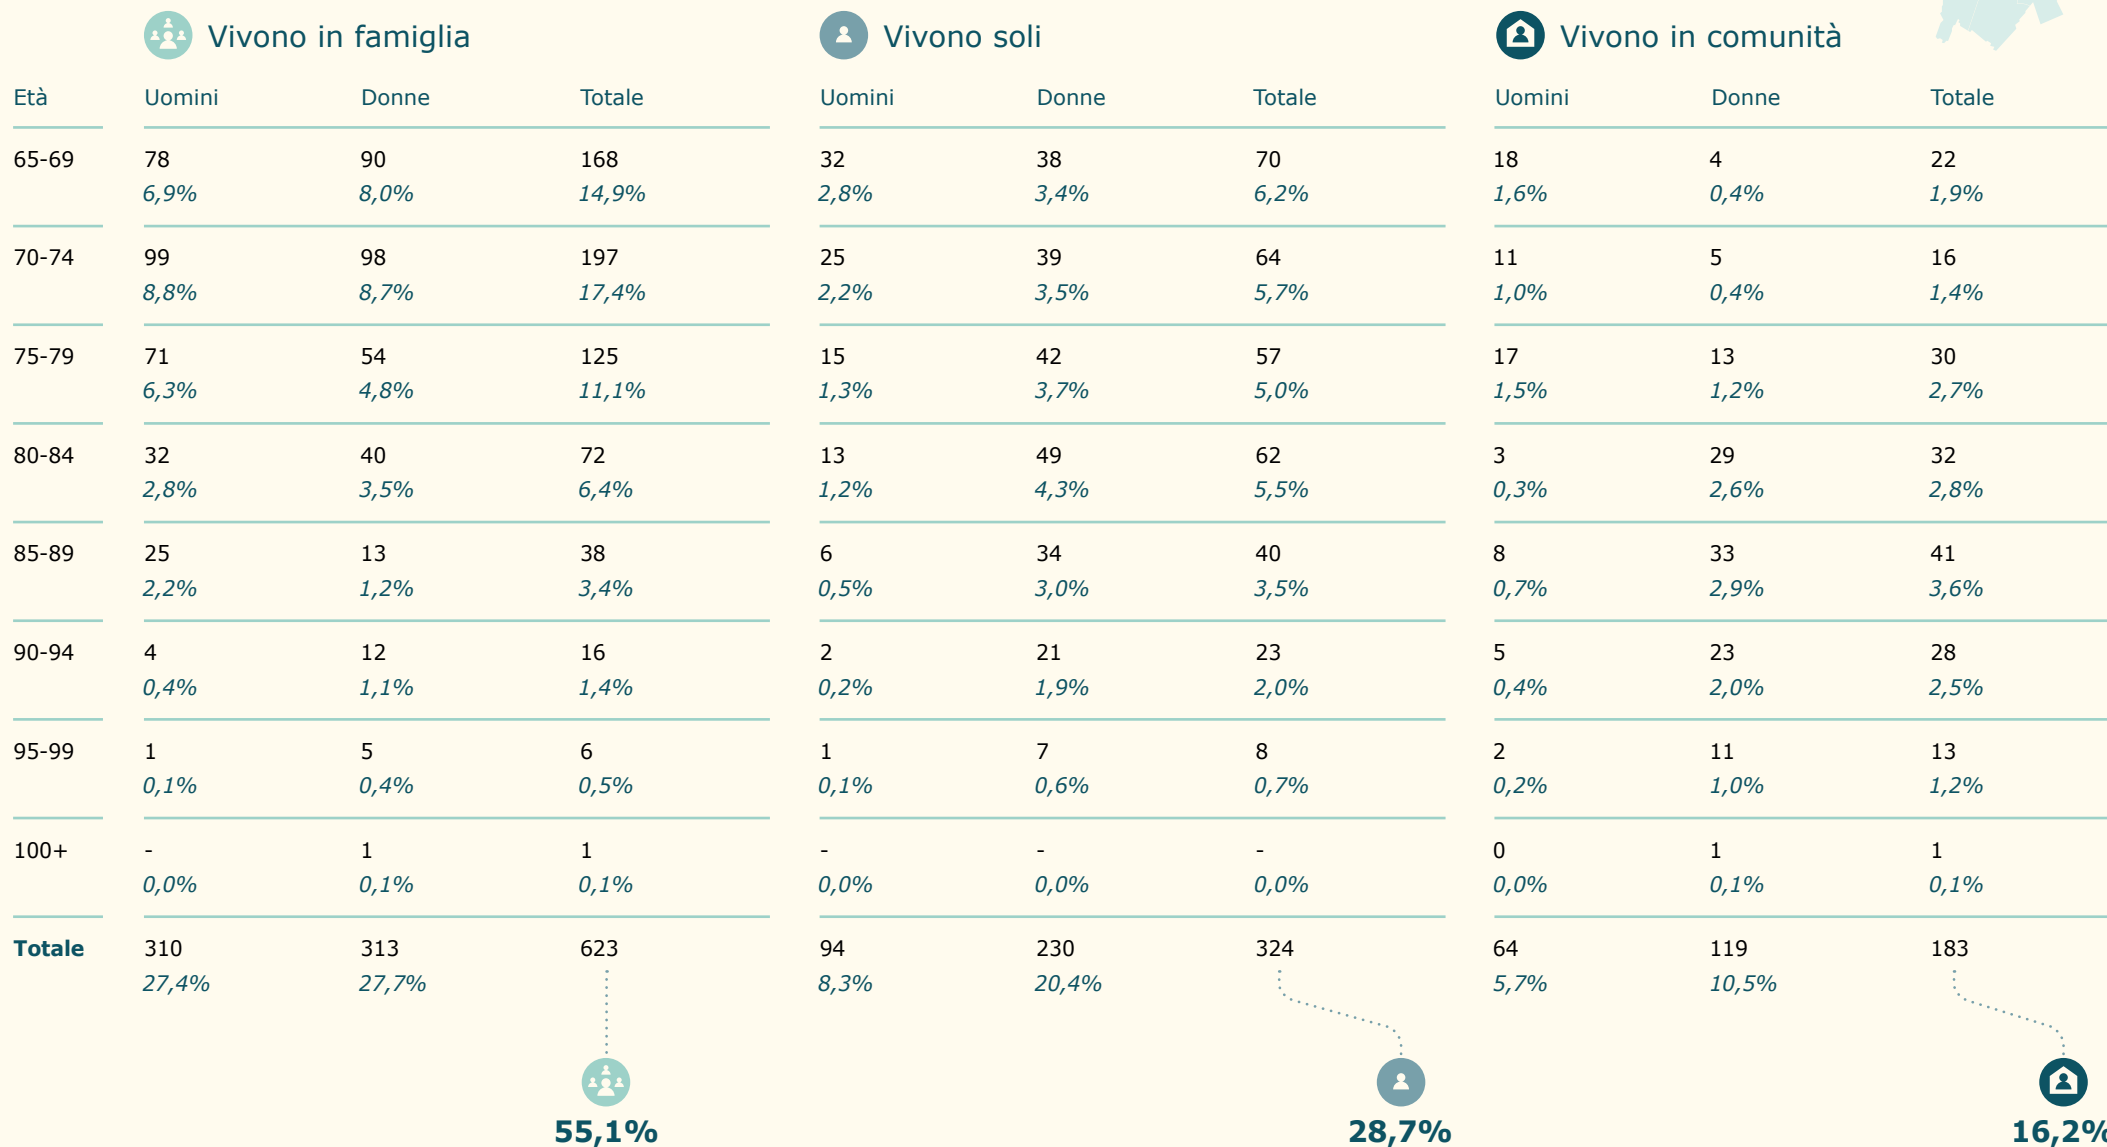 Vivono in famiglia Vivono soli Vivono in comunità
Età Uomini Donne Totale Uomini Donne Totale Uomini Donne Totale
65-69 78 90 168 32 38 70 18 4 22
6,9% 8,0% 14,9% 2,8% 3,4% 6,2% 1,6% 0,4% 1,9%
70-74 99 98 197 25 39 64 11 5 16
8,8% 8,7% 17,4% 2,2% 3,5% 5,7% 1,0% 0,4% 1,4%
75-79 71 54 125 15 42 57 17 13 30
6,3% 4,8% 11,1% 1,3% 3,7% 5,0% 1,5% 1,2% 2,7%
80-84 32 40 72 13 49 62 3 29 32
2,8% 3,5% 6,4% 1,2% 4,3% 5,5% 0,3% 2,6% 2,8%
85-89 25 13 38 6 34 40 8 33 41
2,2% 1,2% 3,4% 0,5% 3,0% 3,5% 0,7% 2,9% 3,6%
90-94 4 12 16 2 21 23 5 23 28
0,4% 1,1% 1,4% 0,2% 1,9% 2,0% 0,4% 2,0% 2,5%
95-99 1 5 6 1 7 8 2 11 13
0,1% 0,4% 0,5% 0,1% 0,6% 0,7% 0,2% 1,0% 1,2%
100+ - 1 1 - - - 0 1 1
0,0% 0,1% 0,1% 0,0% 0,0% 0,0% 0,0% 0,1% 0,1%
Totale 310 313 623 94 230 324 64 119 183
27,4% 27,7% 8,3% 20,4% 5,7% 10,5%
55,1% 28,7% 16,2%